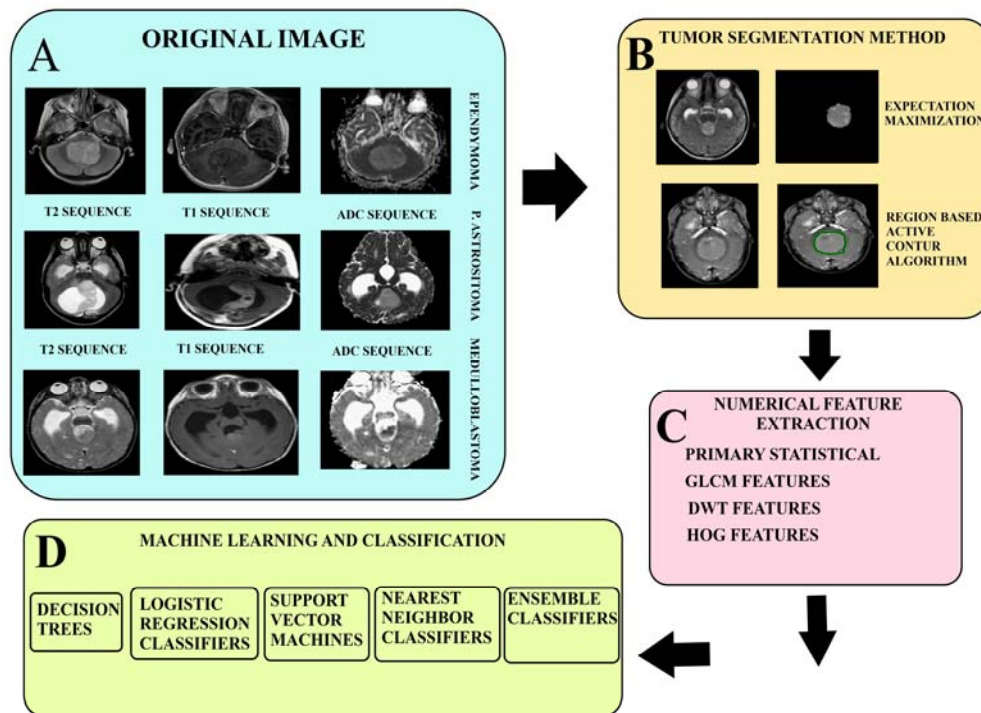 A
ORIGINAL IMAGE
EPENDYMOMA
T2 SEQUENCE
T1 SEQUENCE
ADC SEQUENCE
P. ASTROSITOMA
T2 SEQUENCE
T1 SEQUENCE
ADC SEQUENCE
MEDULLOBLASTOMA
B
TUMOR SEGMENTATION METHOD
EXPECTATION
MAXIMIZATION
REGION BASED
ACTIVE
CONTUR
ALGORITHM
C
NUMERICAL FEATURE
EXTRACTION
PRIMARY STATISTICAL
GLCM FEATURES
DWT FEATURES
HOG FEATURES
D
MACHINE LEARNING AND CLASSIFICATION
DECISION
TREES
LOGISTIC
REGRESSION
CLASSIFIERS
SUPPORT
VECTOR
MACHINES
NEAREST
NEIGHBOR
CLASSIFIERS
ENSEMBLE
CLASSIFIERS